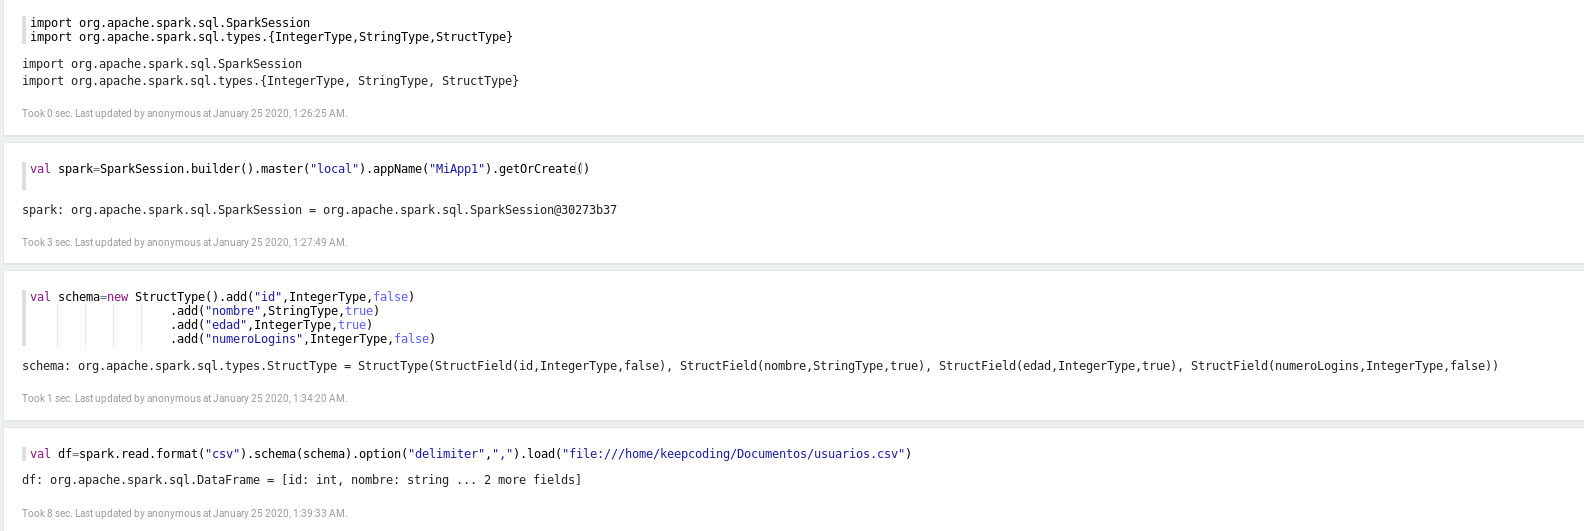 import org.apache.spark.sql.SparkSession
import org.apache.spark.sql.types.{IntegerType,StringType,StructType}
import org.apache.spark.sql.SparkSession
import org.apache.spark.sql.types.{IntegerType, StringType, StructType}
Took 0 sec. Last updated by anonymous at January 25 2020, 1:26:25 AM.
val spark=SparkSession.builder().master("local").appName("MiApp1").getOrCreate()
spark: org.apache.spark.sql.SparkSession = org.apache.spark.sql.SparkSession@30273b37
Took 3 sec. Last updated by anonymous at January 25 2020, 1:27:49 AM.
val schema=new StructType().add("id",IntegerType,false)
.add("nombre",StringType,true)
.add("edad",IntegerType,true)
.add("numeroLogins",IntegerType,false)
schema: org.apache.spark.sql.types.StructType = StructType(StructField(id,IntegerType,false), StructField(nombre,StringType,true), StructField(edad,IntegerType,true), StructField(numeroLogins,IntegerType,false))
Took 1 sec. Last updated by anonymous at January 25 2020, 1:34:20 AM.
val df=spark.read.format("csv").schema(schema).option("delimiter",",").load("file:///home/keepcoding/Documentos/usuarios.csv")
df: org.apache.spark.sql.DataFrame = [id: int, nombre: string ... 2 more fields]
Took 8 sec. Last updated by anonymous at January 25 2020, 1:39:33 AM.